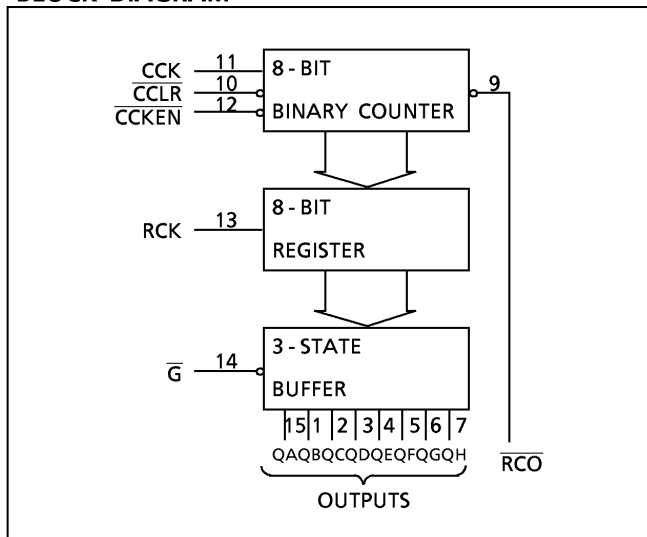 BLOCK DIAGRAM
CCK 11
CCLR 10
CCKEN 12
8 - BIT
BINARY COUNTER
9
RCK 13
8 - BIT
REGISTER
G 14
3 - STATE
BUFFER
15 1 2 3 4 5 6 7
QA QB QC QD QE QF QG QH
OUTPUTS
RCO